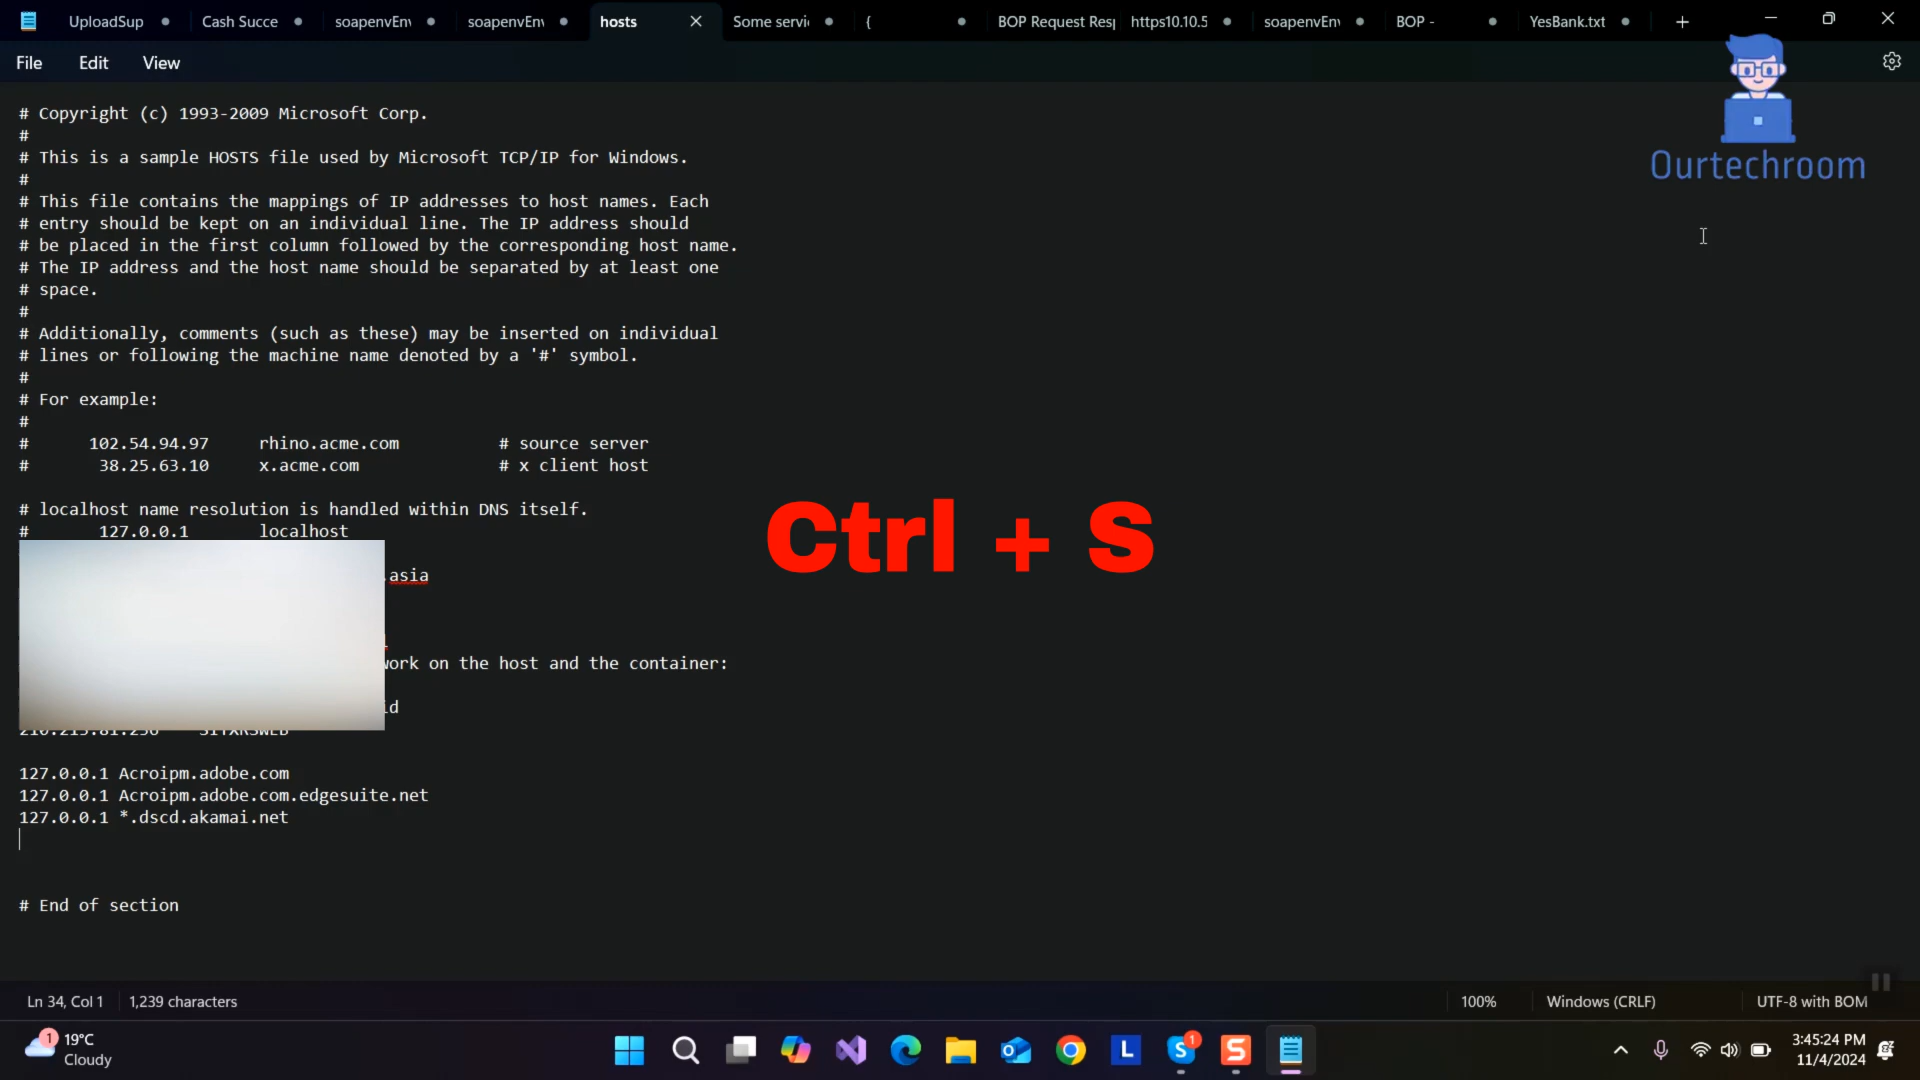 UploadSup
Cash Succe
soapenvEnv
soapenvEnv
hosts
Some servi
{
BOP Request Resp
https10.10.5
soapenvEnv
BOP -
YesBank.txt
File
Edit
View
Ourtechroom
# Copyright (c) 1993-2009 Microsoft Corp.
#
# This is a sample HOSTS file used by Microsoft TCP/IP for Windows.
#
# This file contains the mappings of IP addresses to host names. Each
# entry should be kept on an individual line. The IP address should
# be placed in the first column followed by the corresponding host name.
# The IP address and the host name should be separated by at least one
# space.
#
# Additionally, comments (such as these) may be inserted on individual
# lines or following the machine name denoted by a '#' symbol.
#
# For example:
#
# 102.54.94.97 rhino.acme.com # source server
# 38.25.63.10 x.acme.com # x client host
# localhost name resolution is handled within DNS itself.
# 127.0.0.1 localhost
Ctrl + S
.asia
work on the host and the container:
id
127.0.0.1 Acroipm.adobe.com
127.0.0.1 Acroipm.adobe.com.edgesuite.net
127.0.0.1 *.dscd.akamai.net
# End of section
Ln 34, Col 1
1,239 characters
100%
Windows (CRLF)
UTF-8 with BOM
1
19°C
Cloudy
L
S
1
S
3:45:24 PM
11/4/2024